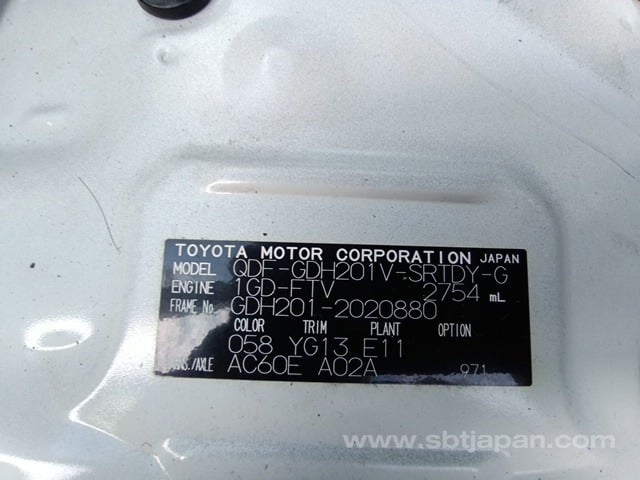 TOYOTA MOTOR CORPORATION JAPAN
MODEL QDF-GDH201V-SRTDY-G
ENGINE 1GD-FTV 2754 mL
FRAME No. GDH201-2020880
COLOR TRIM PLANT OPTION
058 YG13 E11
/AXLE AC60E A02A 971
www.sbtjapan.com